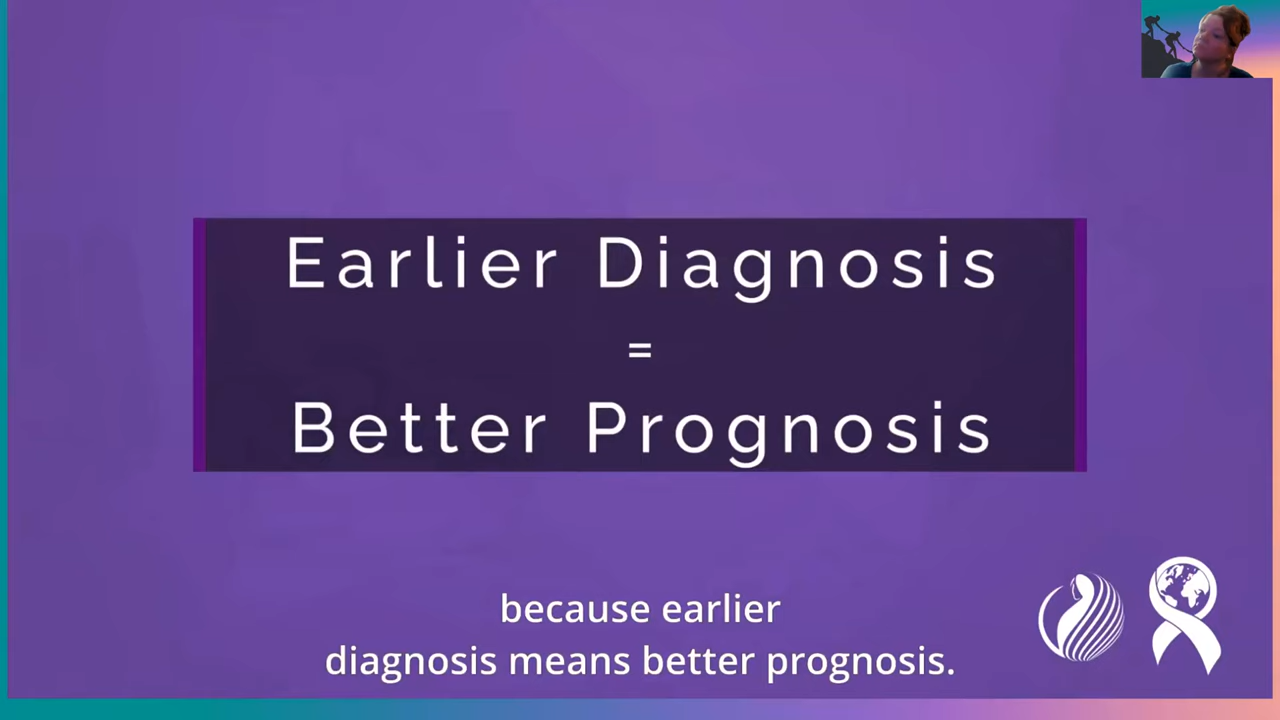 Earlier Diagnosis
=
Better Prognosis
because earlier
diagnosis means better prognosis.